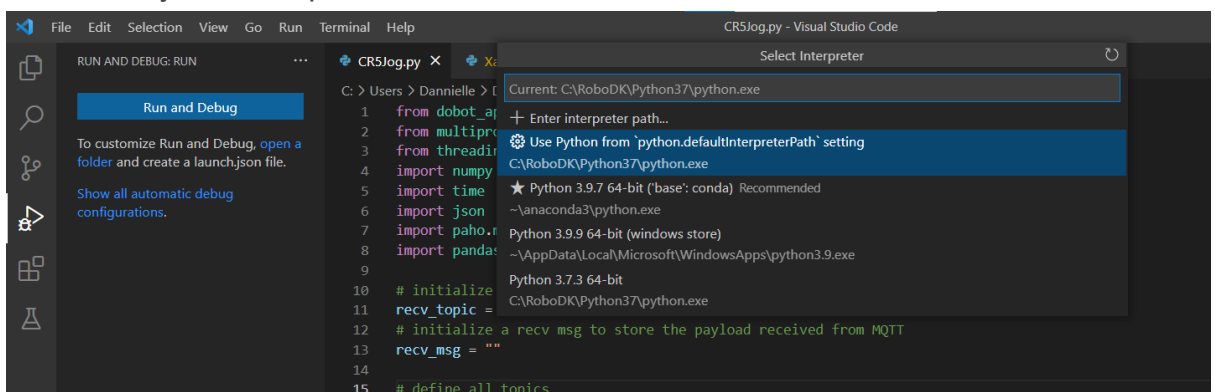 File Edit Selection View Go Run Terminal Help CR5Jog.py - Visual Studio Code
RUN AND DEBUG: RUN ...
Run and Debug
To customize Run and Debug, open a
folder and create a launch.json file.
Show all automatic debug
configurations.
CR5Jog.py
C: > Users > Dannielle >
1 from dobot_
2 from
3 from
4 import numpy
5 import time
6 import json
7 import paho.
8 import pandas
9
10 # initialize
11 recv_topic =
12 # initialize a recv msg to store the payload received from MQTT
13 recv_msg = ""
14
15 # define all topics
Select Interpreter
Current: C:\RoboDK\Python37\python.exe
+ Enter interpreter path...
Use Python from `python.defaultInterpreterPath` setting
C:\RoboDK\Python37\python.exe
★ Python 3.9.7 64-bit ('base': conda) Recommended
~\anaconda3\python.exe
Python 3.9.9 64-bit (windows store)
~\AppData\Local\Microsoft\WindowsApps\python3.9.exe
Python 3.7.3 64-bit
C:\RoboDK\Python37\python.exe